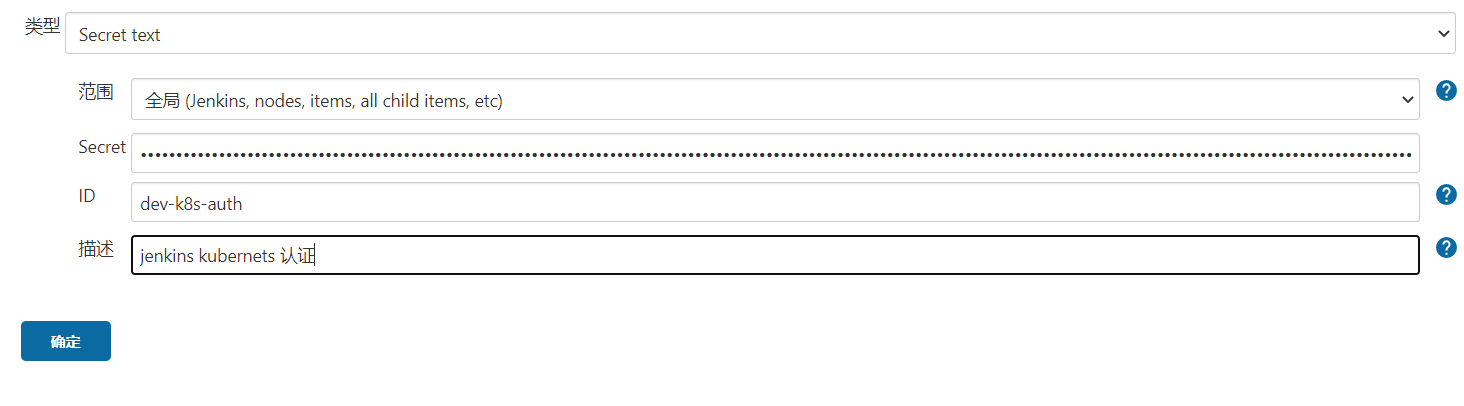 类型 Secret text
范围 全局 (Jenkins, nodes, items, all child items, etc)
Secret
ID dev-k8s-auth
描述 jenkins kubernets 认证
确定